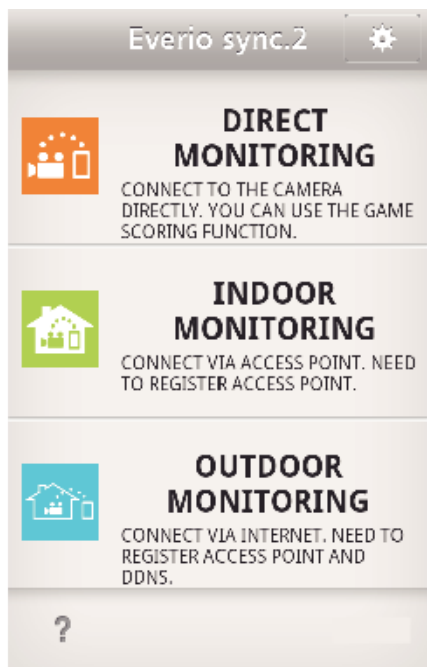 Everio sync.2
DIRECT
MONITORING
CONNECT TO THE CAMERA
DIRECTLY. YOU CAN USE THE GAME
SCORING FUNCTION.
INDOOR
MONITORING
CONNECT VIA ACCESS POINT. NEED
TO REGISTER ACCESS POINT.
OUTDOOR
MONITORING
CONNECT VIA INTERNET. NEED TO
REGISTER ACCESS POINT AND
DDNS.
?